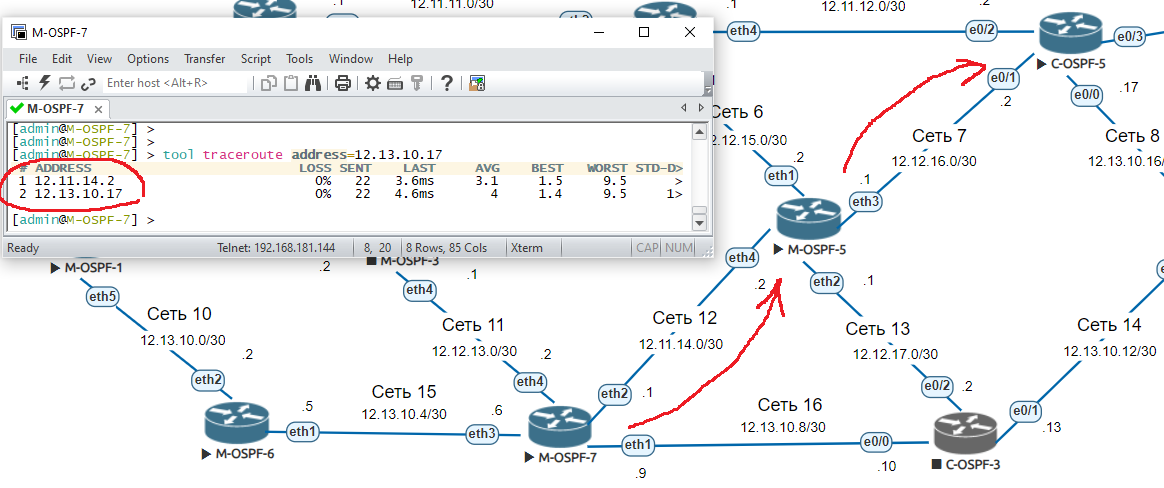 12.11.11.0/30
.1
12.11.12.0/30
.2
eth3
eth4
e0/2
e0/3
C-OSPF-5
M-OSPF-7
File Edit View Options Transfer Script Tools Window Help
Enter host <Alt+R>
M-OSPF-7
[admin@M-OSPF-7] >
[admin@M-OSPF-7] >
[admin@M-OSPF-7] > tool traceroute address=12.13.10.17
# ADDRESS LOSS SENT LAST AVG BEST WORST STD-D>
1 12.11.14.2 0% 22 3.6ms 3.1 1.5 9.5 >
2 12.13.10.17 0% 22 4.6ms 4 1.4 9.5 1>
[admin@M-OSPF-7] >
Ready Telnet: 192.168.181.144 8, 20 8 Rows, 85 Cols Xterm CAP NUM
e0/1
.2
e0/0
.17
Сеть 6
2.12.15.0/30
Сеть 7
12.12.16.0/30
Сеть 8
12.13.10.16/
.2
eth1
.1
eth3
M-OSPF-5
M-OSPF-1
.2
M-OSPF-3
.1
eth4
.2
eth2
.1
eth5
eth4
Сеть 10
12.13.10.0/30
Сеть 11
12.12.13.0/30
Сеть 12
12.11.14.0/30
Сеть 13
12.12.17.0/30
Сеть 14
12.13.10.12/30
.2
eth2
.2
eth4
eth2
.1
e0/2
.2
Сеть 15
12.13.10.4/30
Сеть 16
12.13.10.8/30
.5
eth1
.6
eth3
eth1
.9
e0/0
.10
e0/1
.13
M-OSPF-6
M-OSPF-7
C-OSPF-3